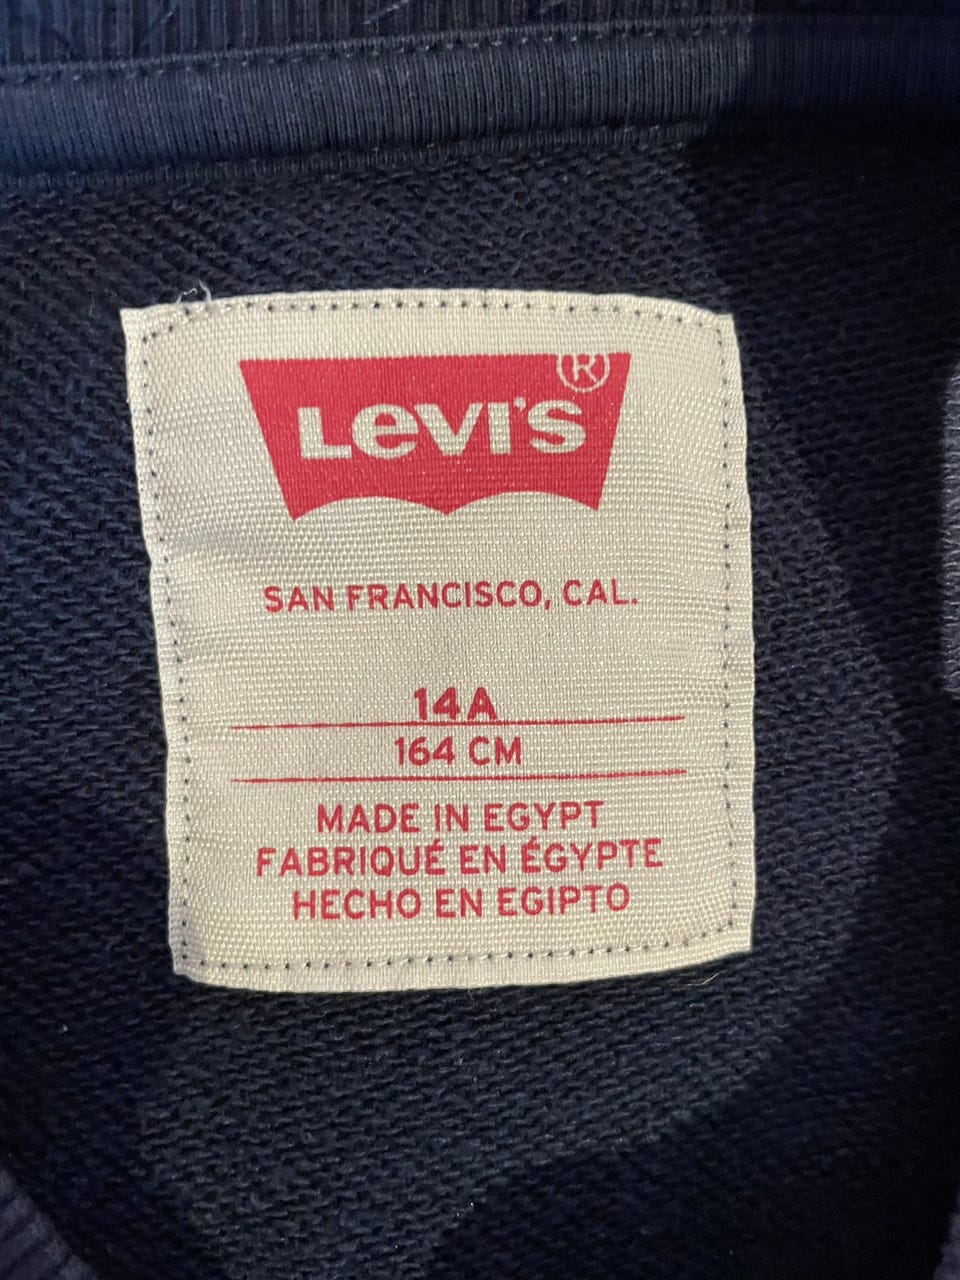 Levi's®
SAN FRANCISCO, CAL.
14A
164 CM
MADE IN EGYPT
FABRIQUÉ EN ÉGYPTE
HECHO EN EGIPTO